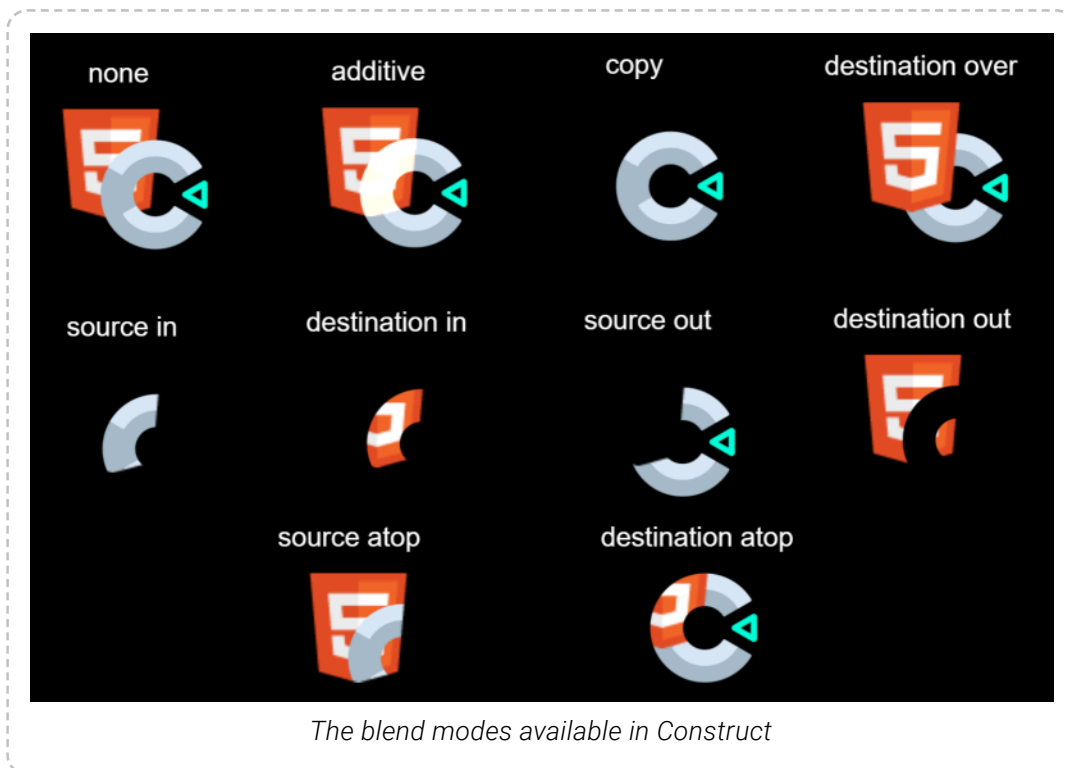 none
additive
copy
destination over
source in
destination in
source out
destination out
source atop
destination atop
The blend modes available in Construct